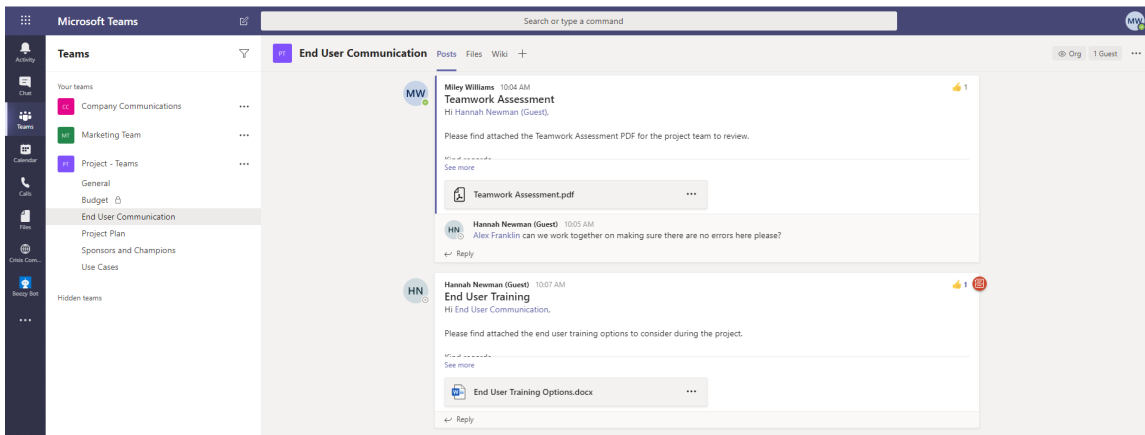 Microsoft Teams
Search or type a command
MW
Activity
Chat
Teams
Calendar
Calls
Files
Crisis Com...
Beezy Bot
Teams
Your teams
CC Company Communications
MT Marketing Team
PT Project - Teams
General
Budget
End User Communication
Project Plan
Sponsors and Champions
Use Cases
Hidden teams
PT End User Communication Posts Files Wiki +
Org 1 Guest
MW
Miley Williams 10:04 AM 1
Teamwork Assessment
Hi Hannah Newman (Guest),
Please find attached the Teamwork Assessment PDF for the project team to review.
See more
Teamwork Assessment.pdf
HN
Hannah Newman (Guest) 10:05 AM
Alex Franklin can we work together on making sure there are no errors here please?
Reply
HN
Hannah Newman (Guest) 10:07 AM 1
End User Training
Hi End User Communication,
Please find attached the end user training options to consider during the project.
See more
End User Training Options.docx
Reply